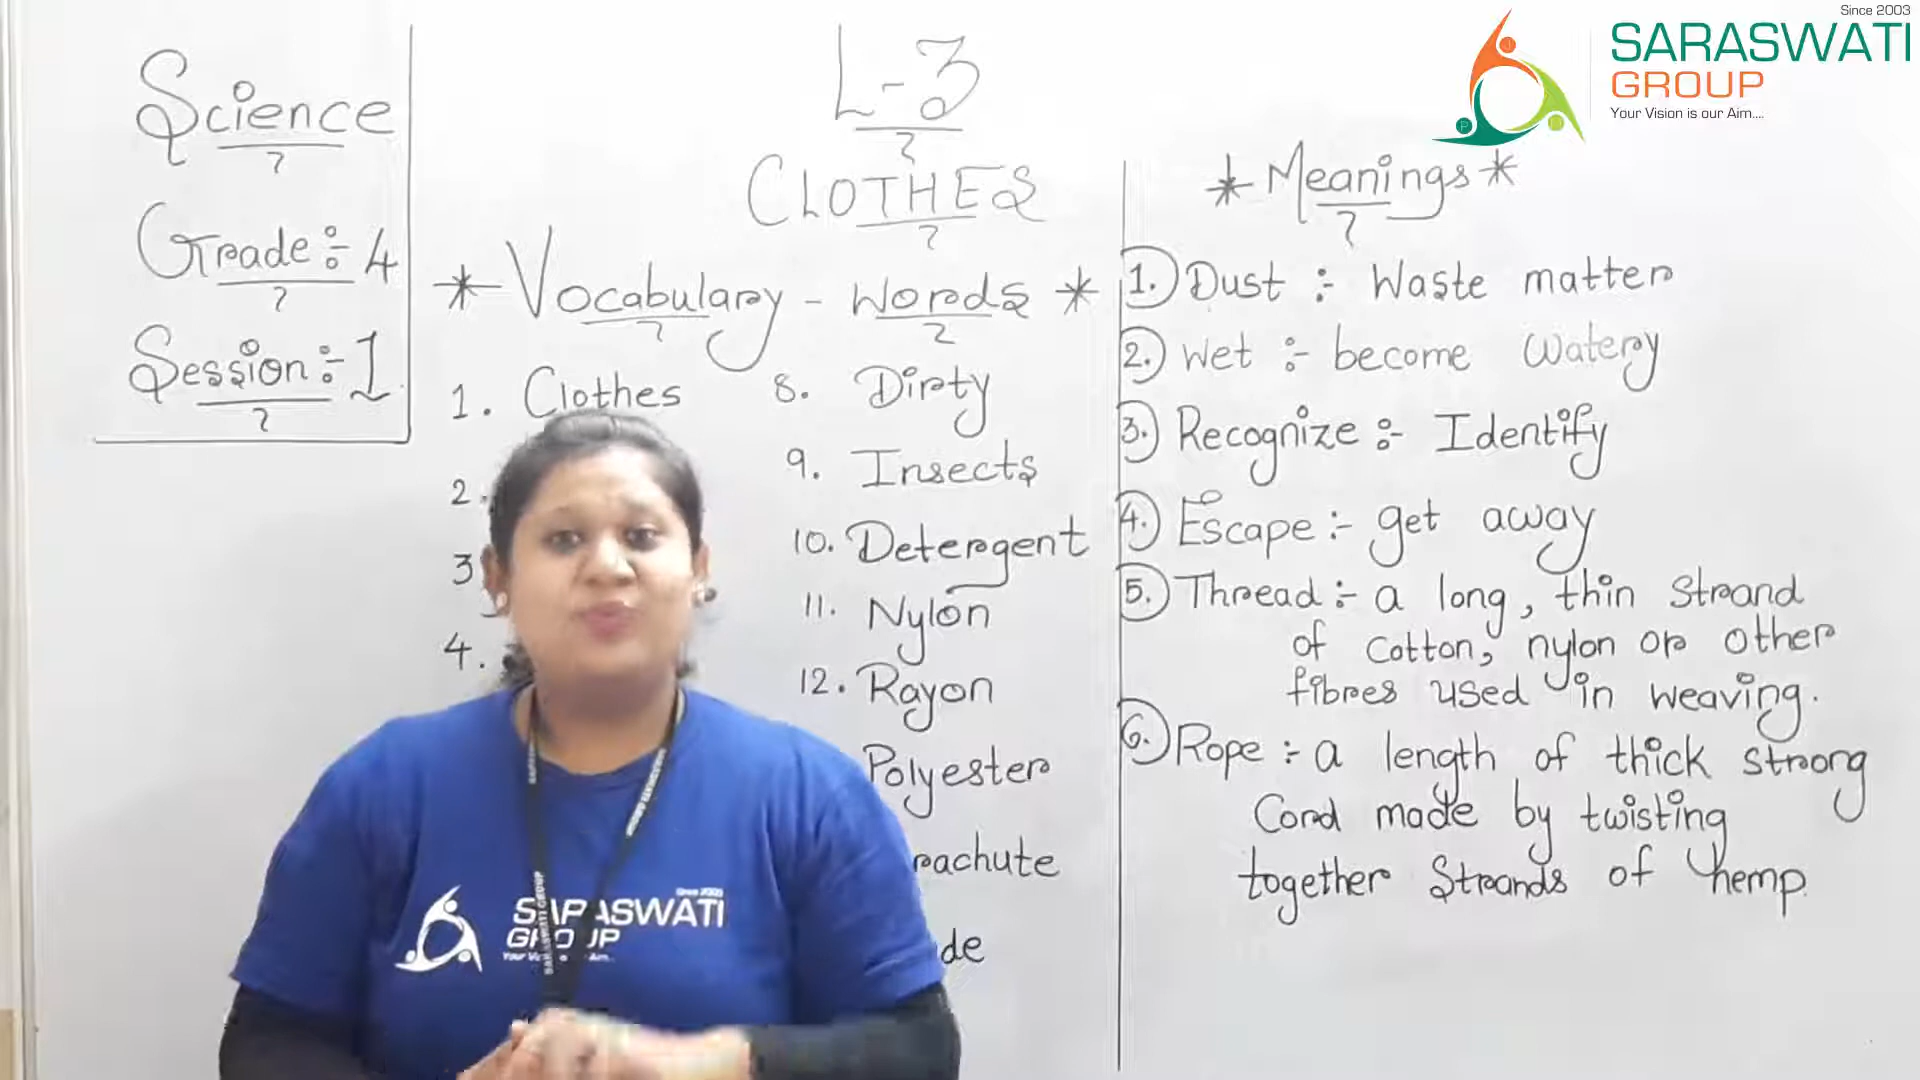 Since 2003
SARASWATI
GROUP
Your Vision is our Aim....
Science
Grade :- 4
Session :- 1
L-3
CLOTHES
* Vocabulary - Words *
1. Clothes
2.
3
4.
8. Dirty
9. Insects
10. Detergent
11. Nylon
12. Rayon
Polyester
rachute
de
* Meanings *
1. Dust :- Waste matter
2. Wet :- become Watery
3. Recognize :- Identify
4. Escape :- get away
5. Thread :- a long, thin Strand
of cotton, nylon or other
fibres used in weaving.
6. Rope :- a length of thick strong
Cord made by twisting
together Strands of hemp.
Since 2003
SARASWATI
GROUP